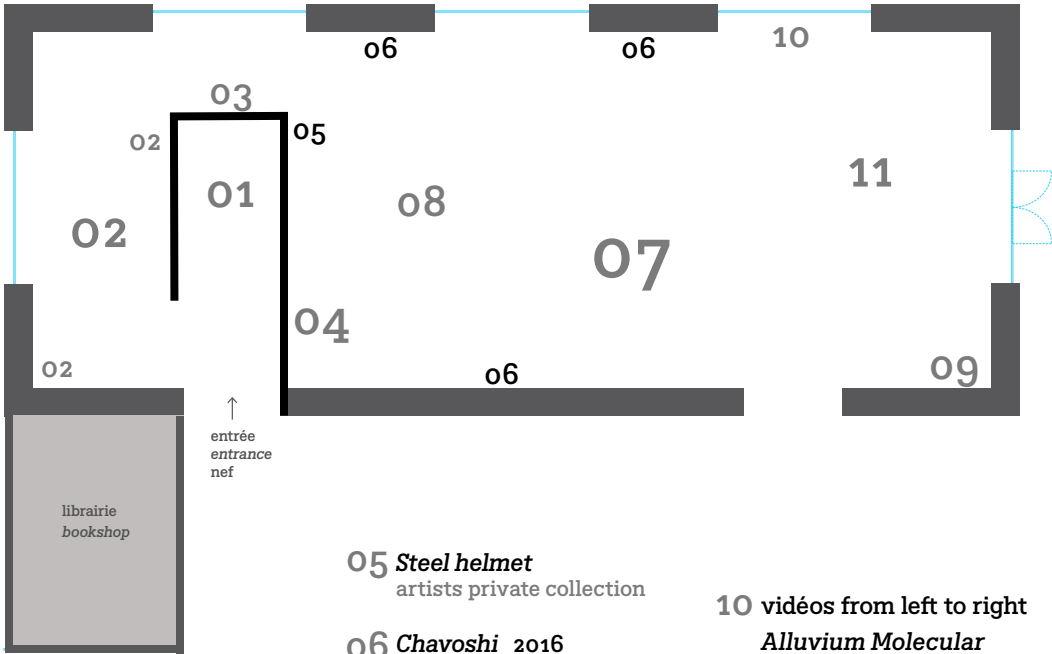 06
06
10
03
02
05
01
11
08
02
07
04
02
06
09
entrée
entrance
nef
librairie
bookshop
05 Steel helmet
artists private collection
06 Chavoshi 2016
10 vidéos from left to right
Alluvium Molecular